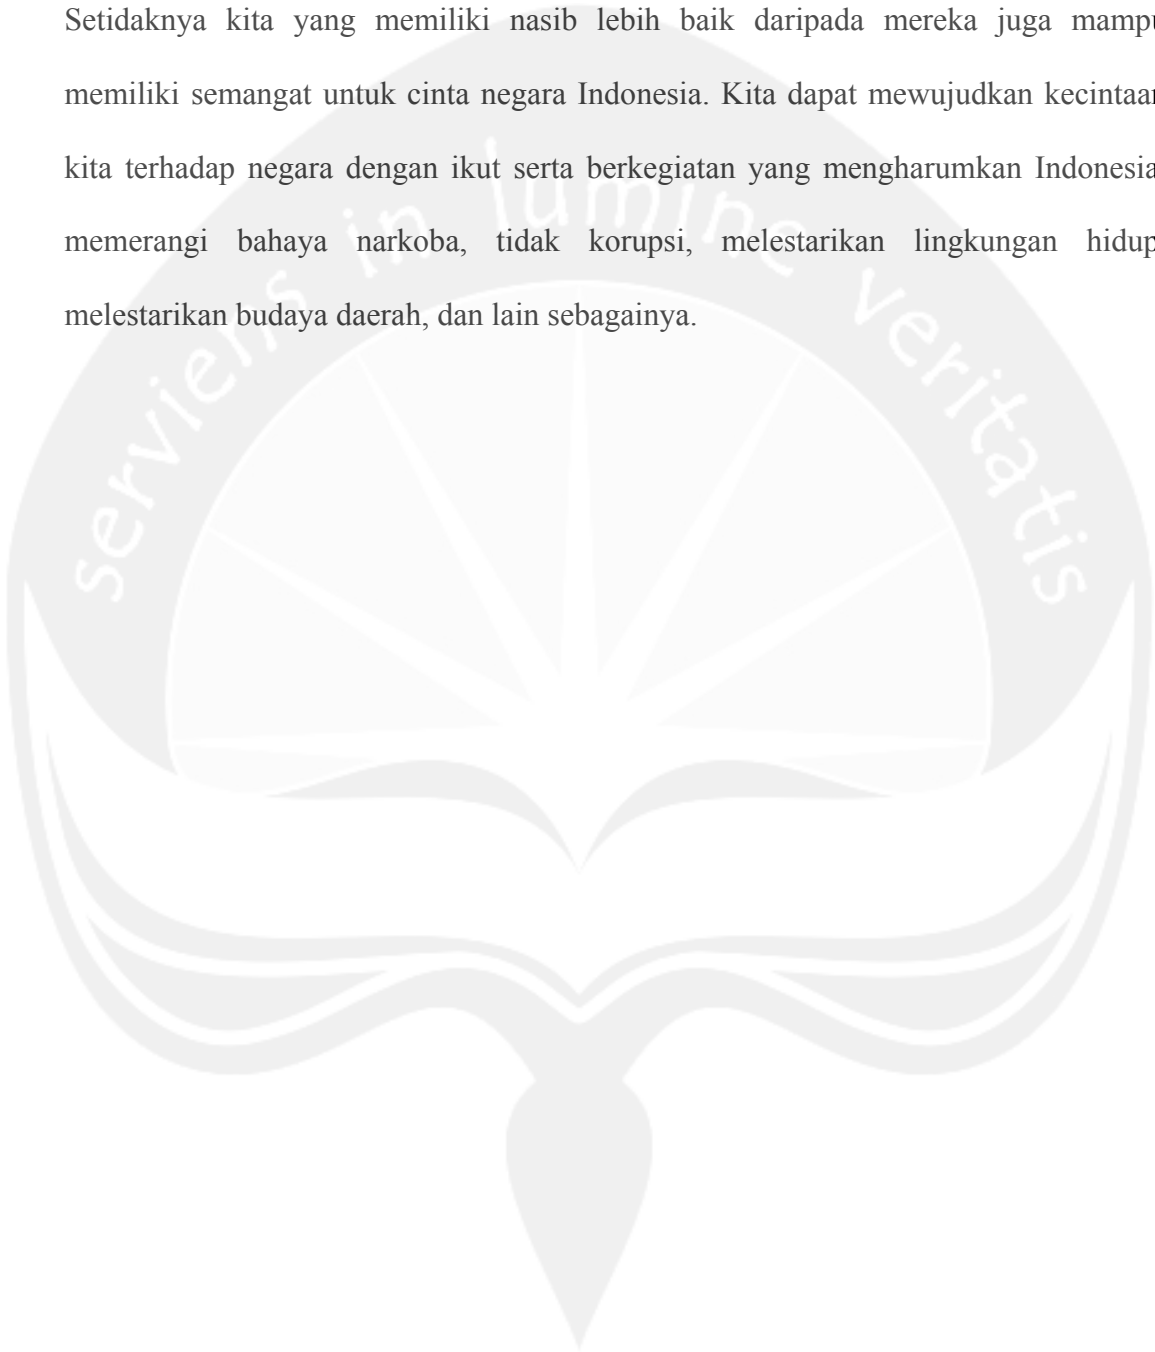 Setidaknya kita yang memiliki nasib lebih baik daripada mereka juga mampu
memiliki semangat untuk cinta negara Indonesia. Kita dapat mewujudkan kecintaan
kita terhadap negara dengan ikut serta berkegiatan yang mengharumkan Indonesia
memerangi bahaya narkoba, tidak korupsi, melestarikan lingkungan hidup
melestarikan budaya daerah, dan lain sebagainya.
serviens in lumine veritatis